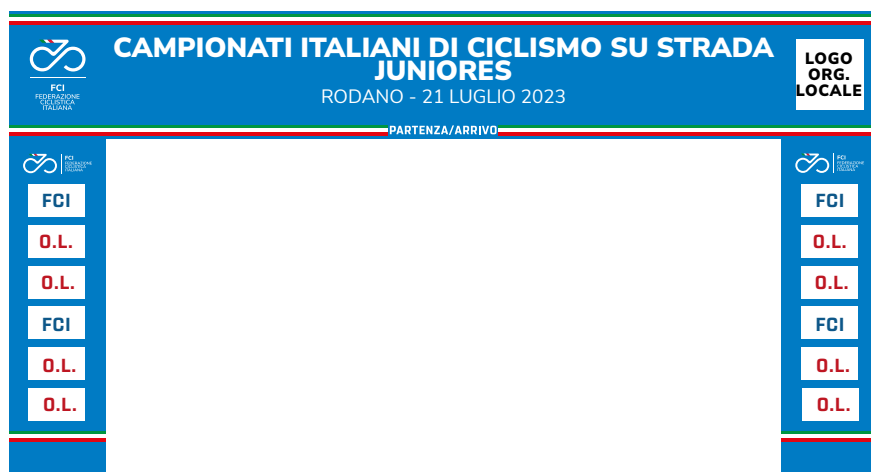 CAMPIONATI ITALIANI DI CICLISMO SU STRADA
JUNIORES
RODANO - 21 LUGLIO 2023
FCI
FEDERAZIONE
CICLISTICA
ITALIANA
LOGO
ORG.
LOCALE
PARTENZA/ARRIVO
FCI
FEDERAZIONE
CICLISTICA
ITALIANA
FCI
O.L.
O.L.
FCI
O.L.
O.L.
FCI
FEDERAZIONE
CICLISTICA
ITALIANA
FCI
O.L.
O.L.
FCI
O.L.
O.L.